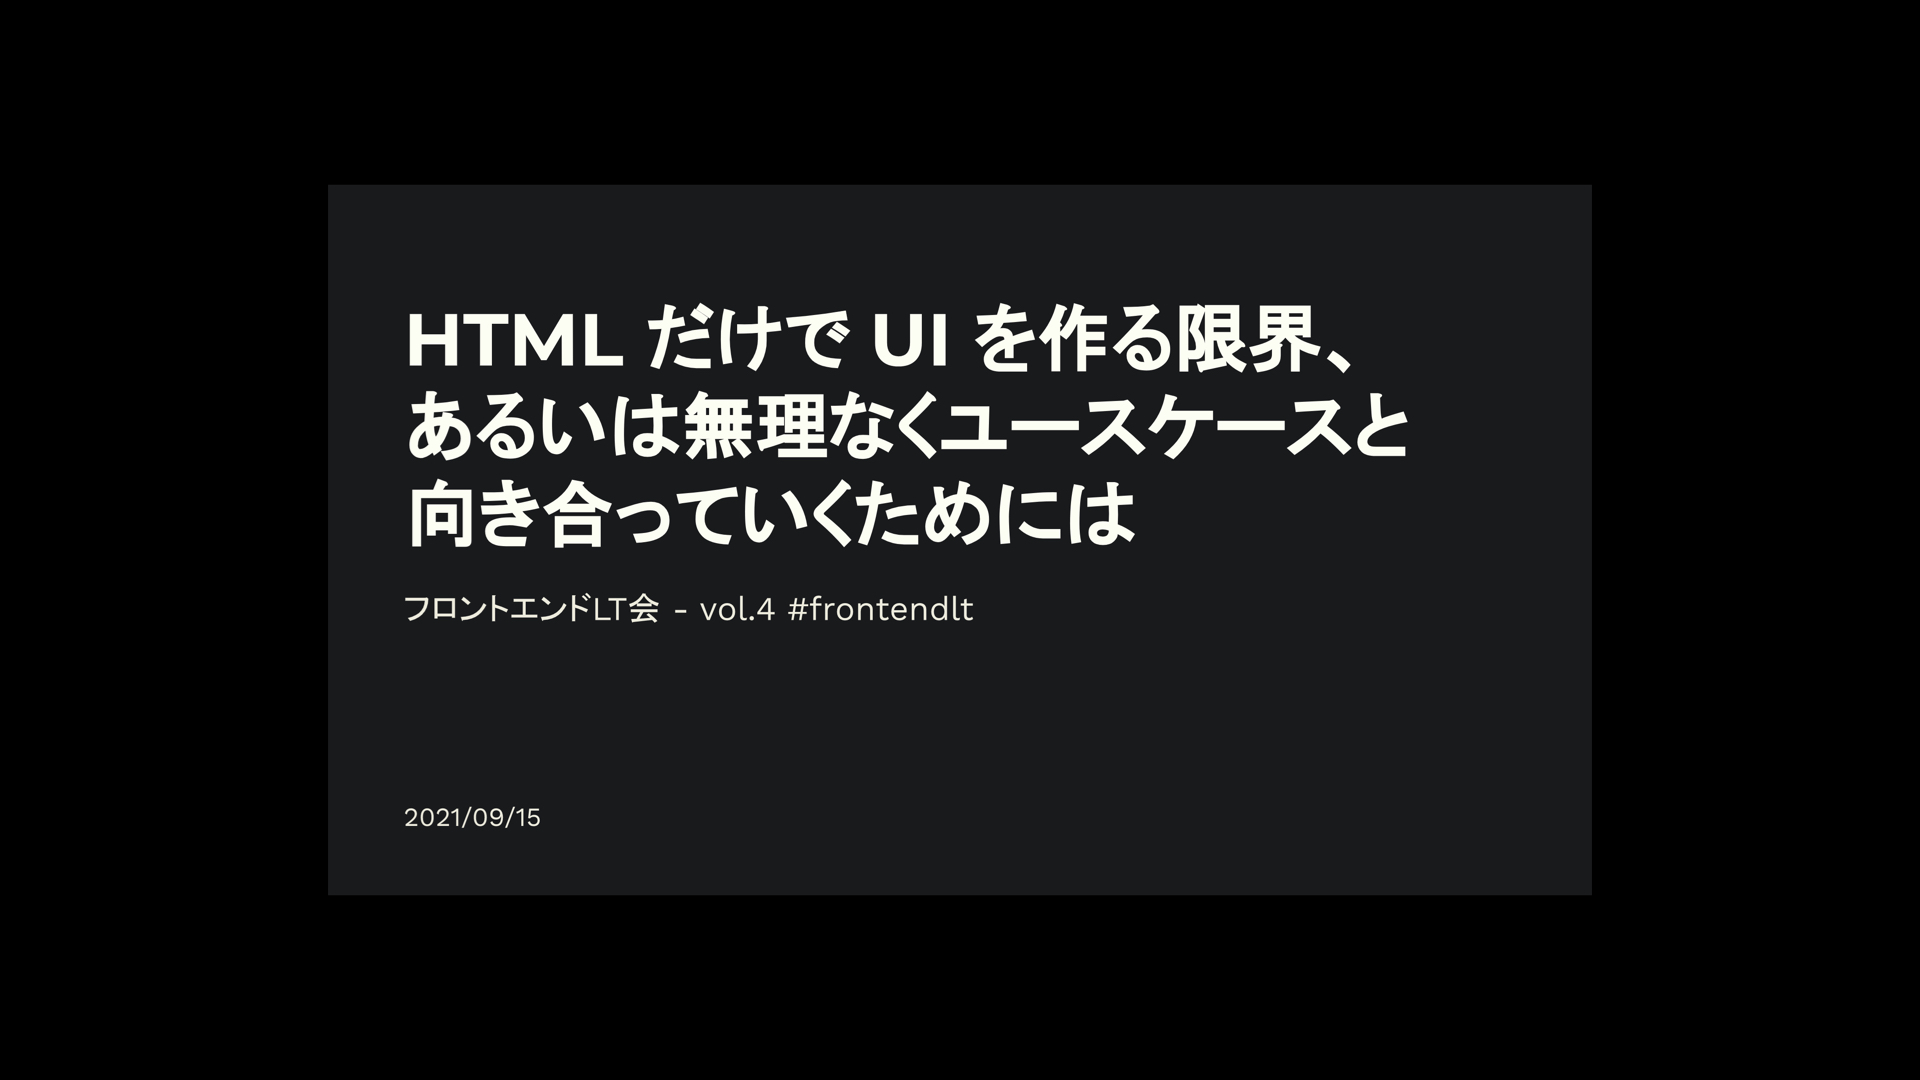 HTML だけで UI を作る限界、
あるいは無理なくユースケースと
向き合っていくためには
フロントエンドLT会 - vol.4 #frontendlt
2021/09/15